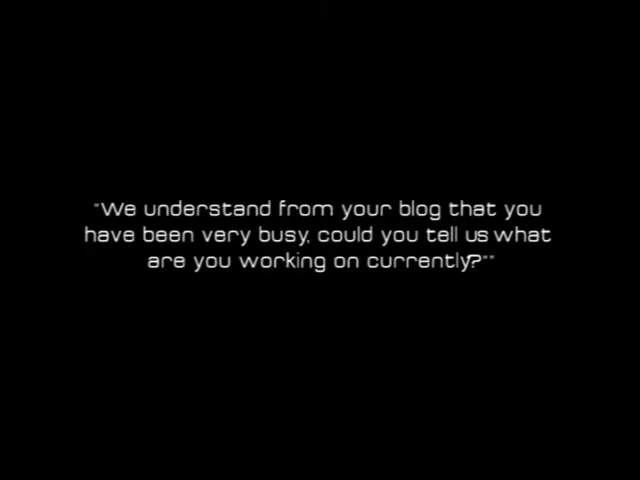 "We understand from your blog that you
have been very busy, could you tell us what
are you working on currently?""